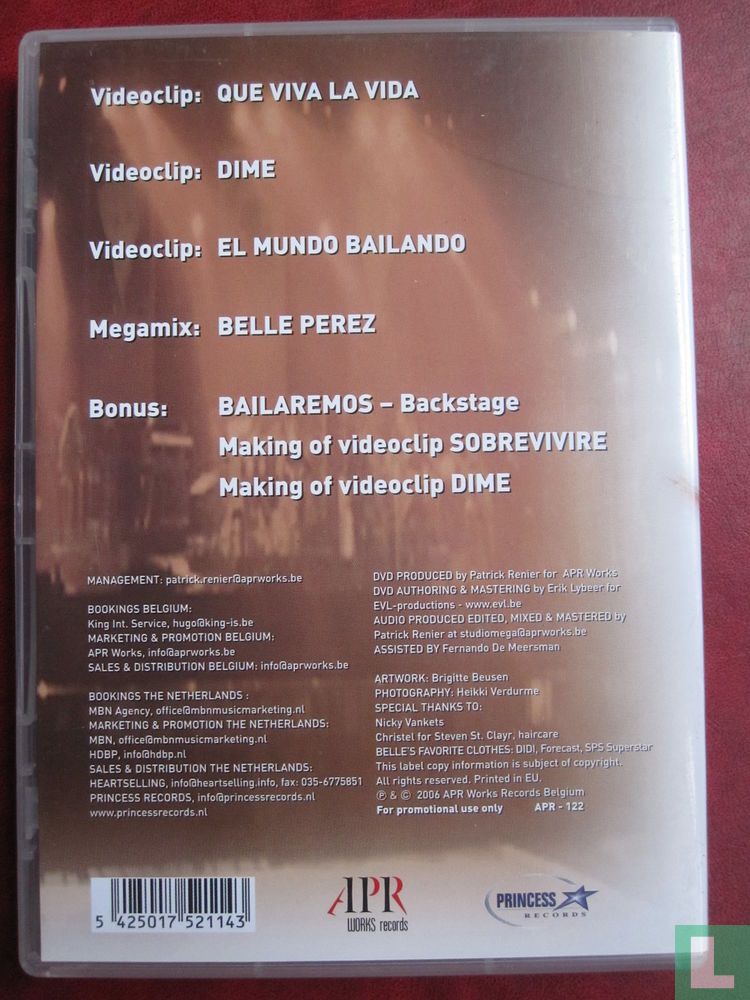 Videoclip: QUE VIVA LA VIDA
Videoclip: DIME
Videoclip: EL MUNDO BAILANDO
Megamix: BELLE PEREZ
Bonus: BAILAREMOS – Backstage
Making of videoclip SOBREVIVIRE
Making of videoclip DIME
MANAGEMENT: patrick.renier@aprworks.be
BOOKINGS BELGIUM:
King Int. Service, hugo@king-is.be
MARKETING & PROMOTION BELGIUM:
APR Works, info@aprworks.be
SALES & DISTRIBUTION BELGIUM: info@aprworks.be
BOOKINGS THE NETHERLANDS :
MBN Agency, office@mbnmusicmarketing.nl
MARKETING & PROMOTION THE NETHERLANDS:
MBN, office@mbnmusicmarketing.nl
HDBP, info@hdbp.nl
SALES & DISTRIBUTION THE NETHERLANDS:
HEARTSELLING, info@heartselling.info, fax: 035-6775851
PRINCESS RECORDS, info@princessrecords.nl
www.princessrecords.nl
DVD PRODUCED by Patrick Renier for APR Works
DVD AUTHORING & MASTERING by Erik Lybeer for
EVL-productions - www.evl.be
AUDIO PRODUCED EDITED, MIXED & MASTERED by
Patrick Renier at studiomega@aprworks.be
ASSISTED BY Fernando De Meersman
ARTWORK: Brigitte Beusen
PHOTOGRAPHY: Heikki Verdurme
SPECIAL THANKS TO:
Nicky Vankets
Christel for Steven St. Clayr, haircare
BELLE'S FAVORITE CLOTHES: DIDI, Forecast, SPS Superstar
This label copy information is subject of copyright.
All rights reserved. Printed in EU.
℗ & © 2006 APR Works Records Belgium
For promotional use only APR - 122
5 425017 521143
APR
WORKS records
PRINCESS
RECORDS
L